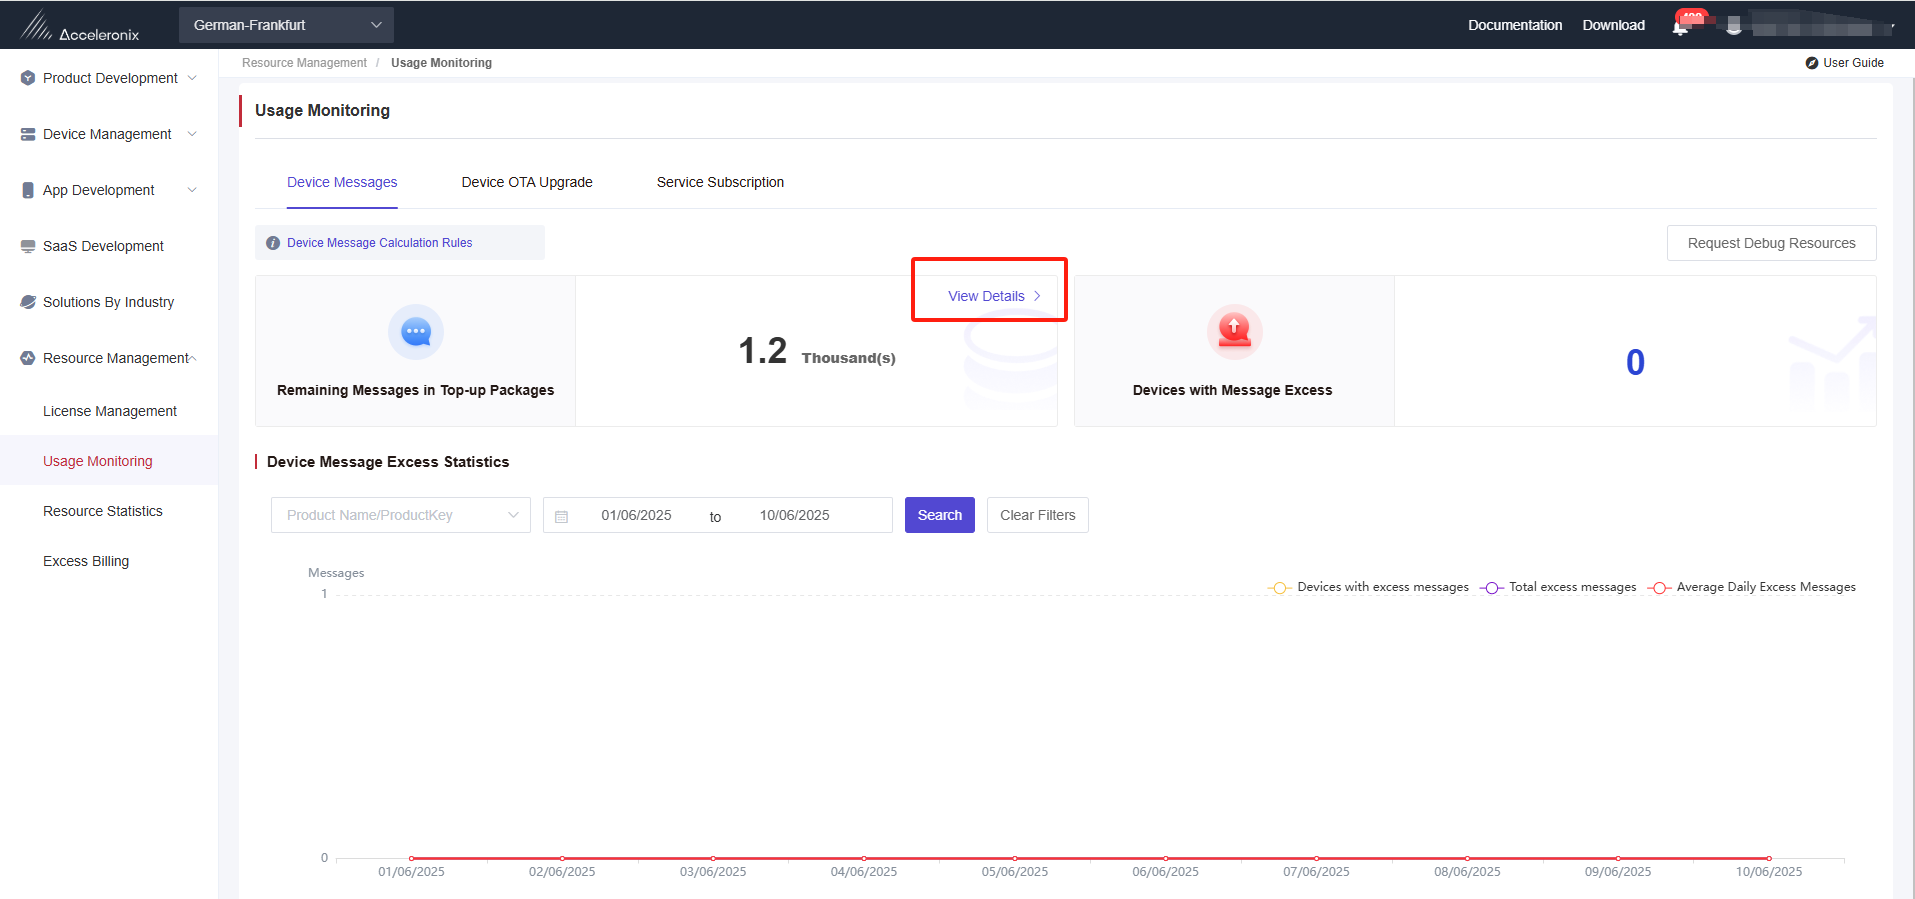 Acceleronix
German-Frankfurt
Documentation
Download
Product Development
Device Management
App Development
SaaS Development
Solutions By Industry
Resource Management
License Management
Usage Monitoring
Resource Statistics
Excess Billing
Resource Management / Usage Monitoring
User Guide
Usage Monitoring
Device Messages
Device OTA Upgrade
Service Subscription
Device Message Calculation Rules
Request Debug Resources
Remaining Messages in Top-up Packages
View Details
1.2 Thousand(s)
Devices with Message Excess
0
Device Message Excess Statistics
Product Name/ProductKey
01/06/2025 to 10/06/2025
Search
Clear Filters
Messages
Devices with excess messages
Total excess messages
Average Daily Excess Messages
1
0
01/06/2025
02/06/2025
03/06/2025
04/06/2025
05/06/2025
06/06/2025
07/06/2025
08/06/2025
09/06/2025
10/06/2025